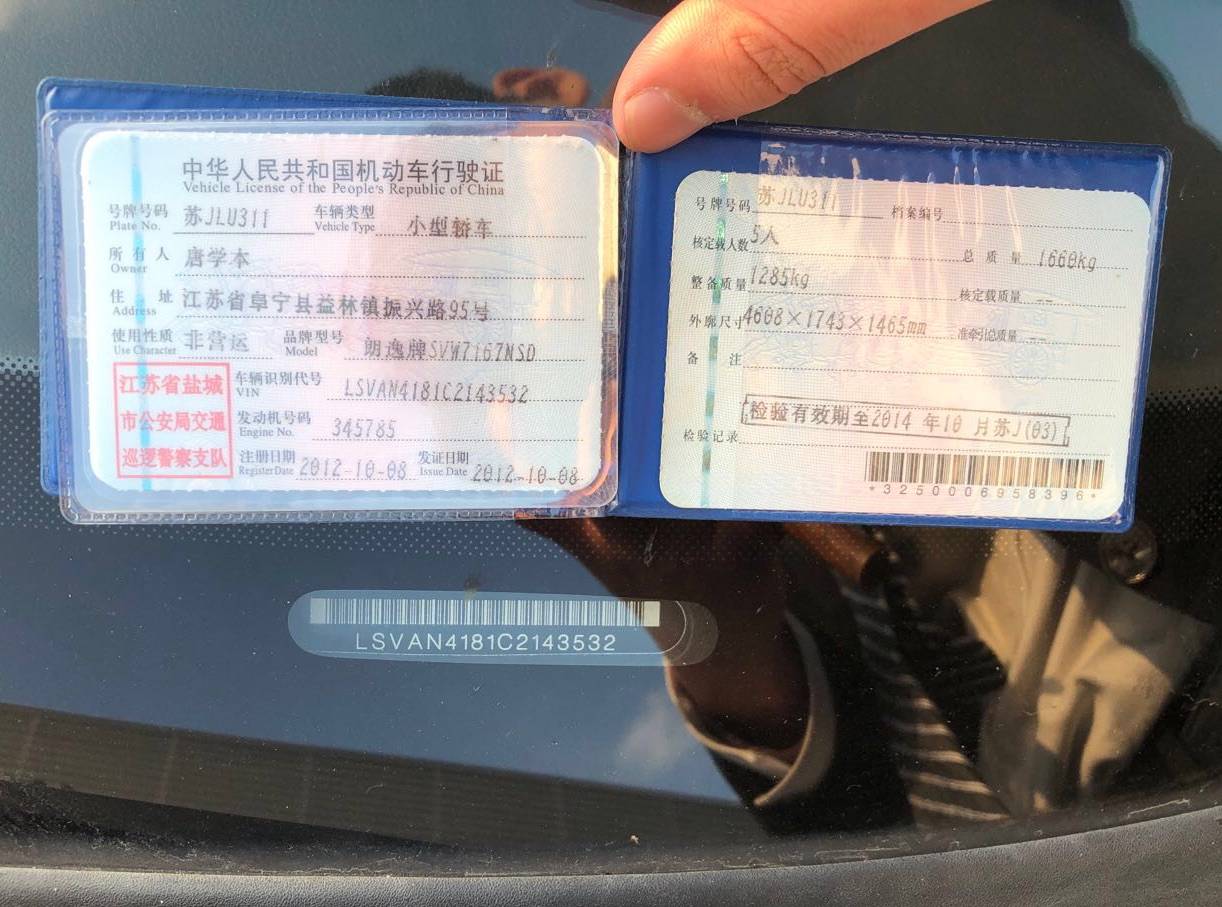 中华人民共和国机动车行驶证
Vehicle License of the People's Republic of China
号牌号码 苏JLU311 车辆类型 小型轿车
Plate No. Vehicle Type
所有人 唐学本
Owner
住址 江苏省阜宁县益林镇振兴路95号
Address
使用性质 非营运 品牌型号 朗逸牌SVW7167NSD
Use Character Model
江苏省盐城
市公安局交通
巡逻警察支队
车辆识别代号 LSVAN4181C2143532
VIN
发动机号码 345785
Engine No.
注册日期 2012-10-08 发证日期 2012-10-08
Register Date Issue Date
号牌号码 苏JLU311 档案编号
核定载人数 5人 总质量 1660kg
整备质量 1285kg 核定载质量 --
外廓尺寸 4608×1743×1465mm 准牵引总质量 --
备注
检验有效期至2014年10月苏J(03)
检验记录
*3250006958396*
LSVAN4181C2143532